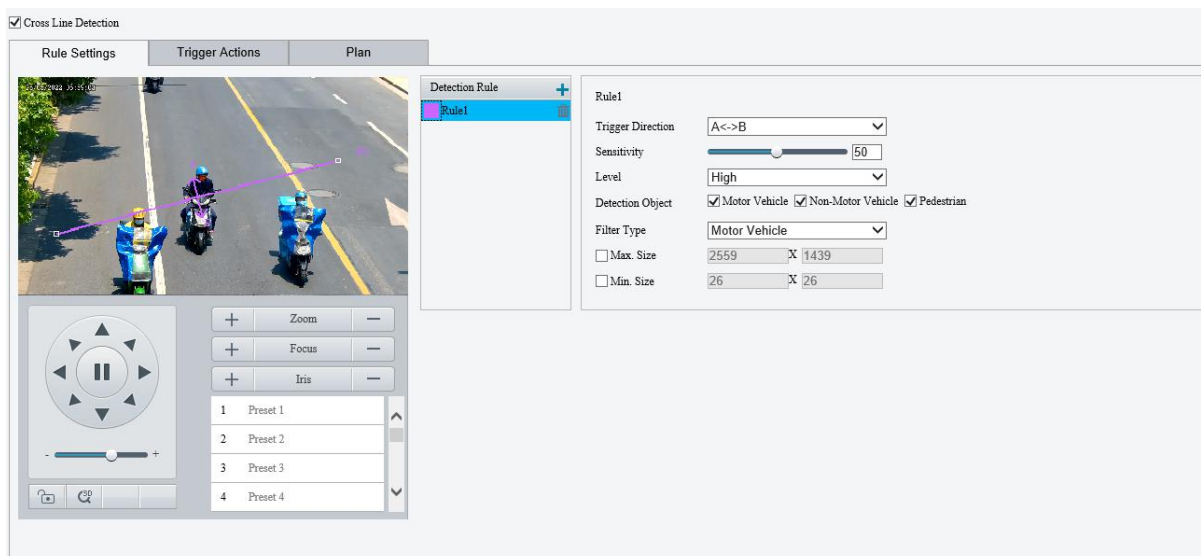 Cross Line Detection
Rule Settings Trigger Actions Plan
Detection Rule +
Rule1
Rule1
Trigger Direction A<->B
Sensitivity 50
Level High
Detection Object Motor Vehicle Non-Motor Vehicle Pedestrian
Filter Type Motor Vehicle
Max. Size 2559 X 1439
Min. Size 26 X 26
+ Zoom −
+ Focus −
+ Iris −
- +
3D
1 Preset 1
2 Preset 2
3 Preset 3
4 Preset 4